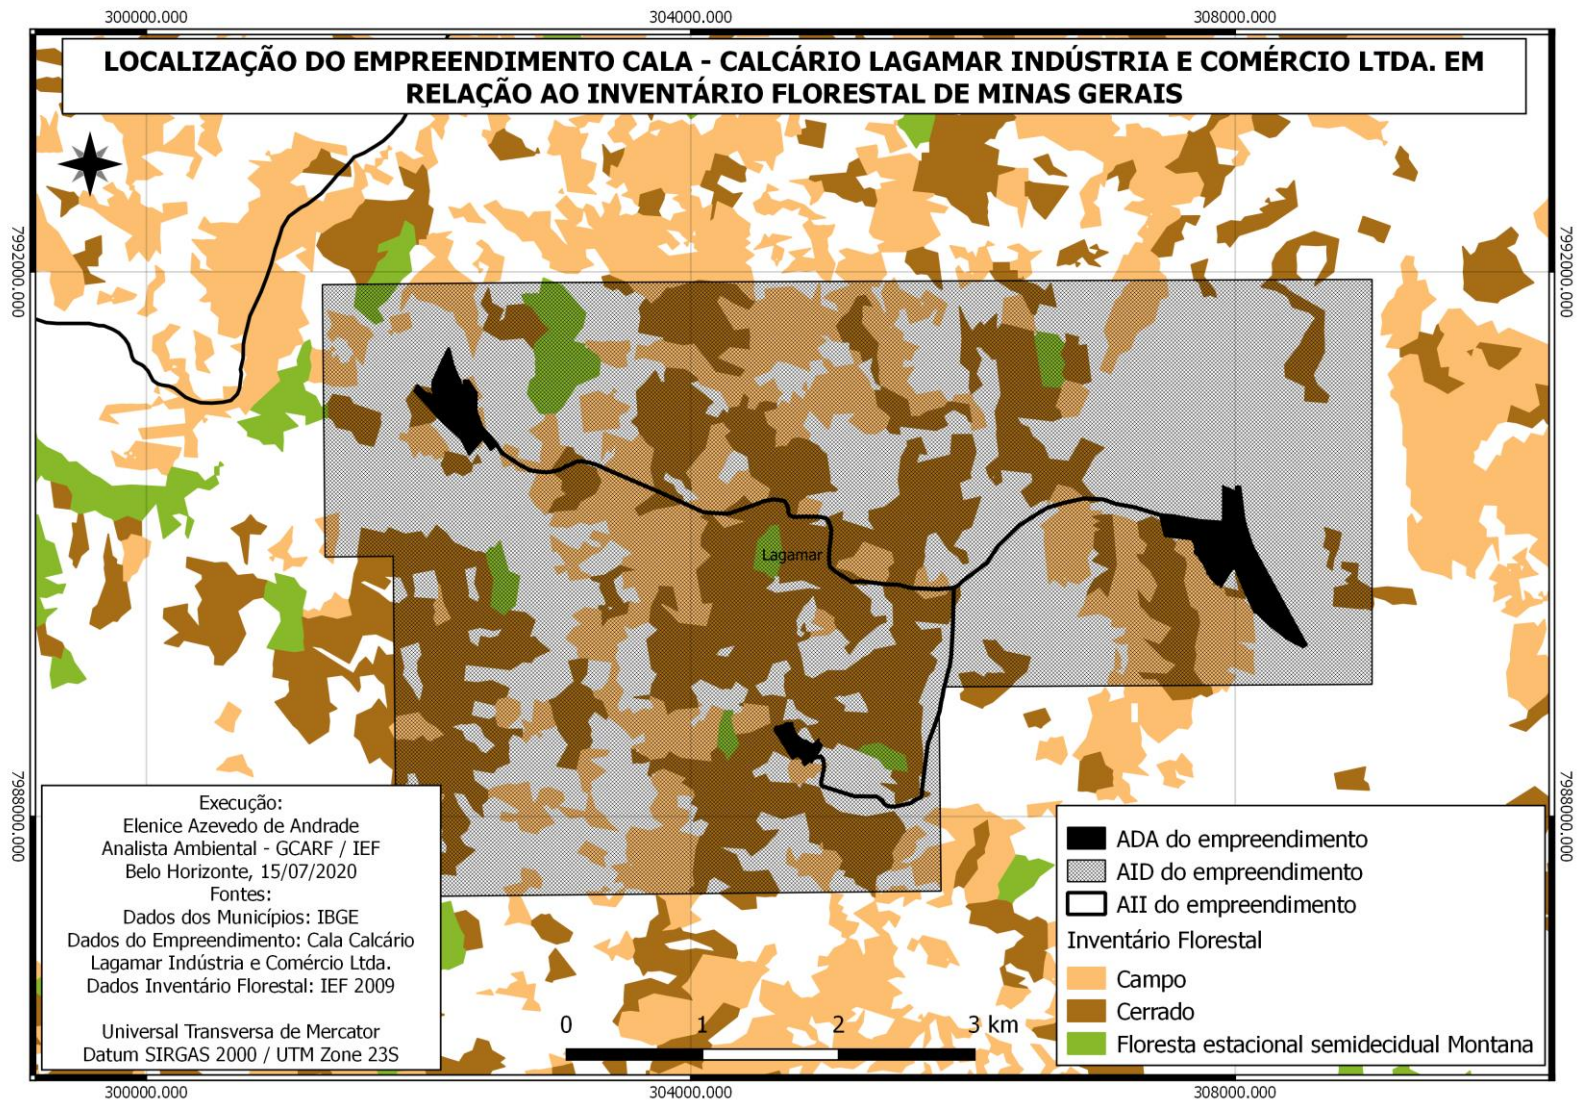 300000.000
304000.000
308000.000
LOCALIZAÇÃO DO EMPREENDIMENTO CALA - CALCÁRIO LAGAMAR INDÚSTRIA E COMÉRCIO LTDA. EM
RELAÇÃO AO INVENTÁRIO FLORESTAL DE MINAS GERAIS
7992000.000
7992000.000
Lagamar
7988000.000
7988000.000
Execução:
Elenice Azevedo de Andrade
Analista Ambiental - GCARF / IEF
Belo Horizonte, 15/07/2020
Fontes:
Dados dos Municípios: IBGE
Dados do Empreendimento: Cala Calcário
Lagamar Indústria e Comércio Ltda.
Dados Inventário Florestal: IEF 2009
Universal Transversa de Mercator
Datum SIRGAS 2000 / UTM Zone 23S
0 1 2 3 km
ADA do empreendimento
AID do empreendimento
AII do empreendimento
Inventário Florestal
Campo
Cerrado
Floresta estacional semidecidual Montana
300000.000
304000.000
308000.000